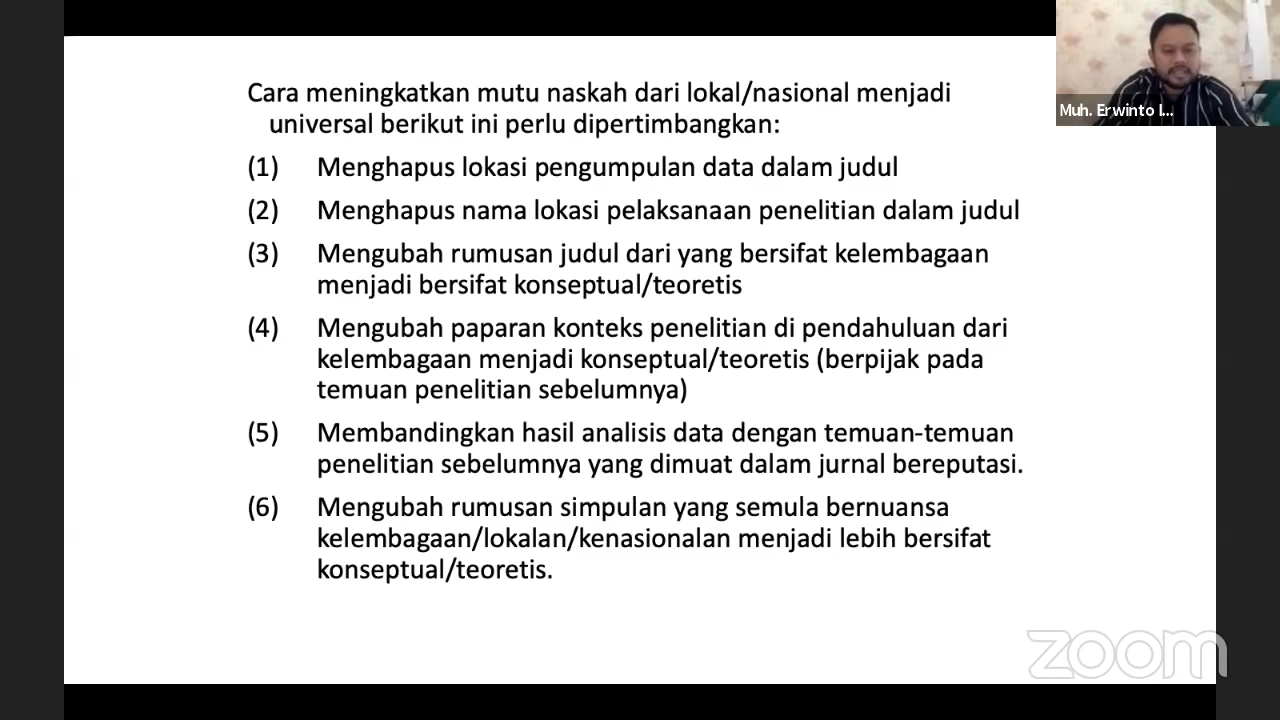 Cara meningkatkan mutu naskah dari lokal/nasional menjadi
universal berikut ini perlu dipertimbangkan:
(1) Menghapus lokasi pengumpulan data dalam judul
(2) Menghapus nama lokasi pelaksanaan penelitian dalam judul
(3) Mengubah rumusan judul dari yang bersifat kelembagaan
menjadi bersifat konseptual/teoretis
(4) Mengubah paparan konteks penelitian di pendahuluan dari
kelembagaan menjadi konseptual/teoretis (berpijak pada
temuan penelitian sebelumnya)
(5) Membandingkan hasil analisis data dengan temuan-temuan
penelitian sebelumnya yang dimuat dalam jurnal bereputasi.
(6) Mengubah rumusan simpulan yang semula bernuansa
kelembagaan/lokalan/kenasionalan menjadi lebih bersifat
konseptual/teoretis.
Muh. Erwinto I...
zoom